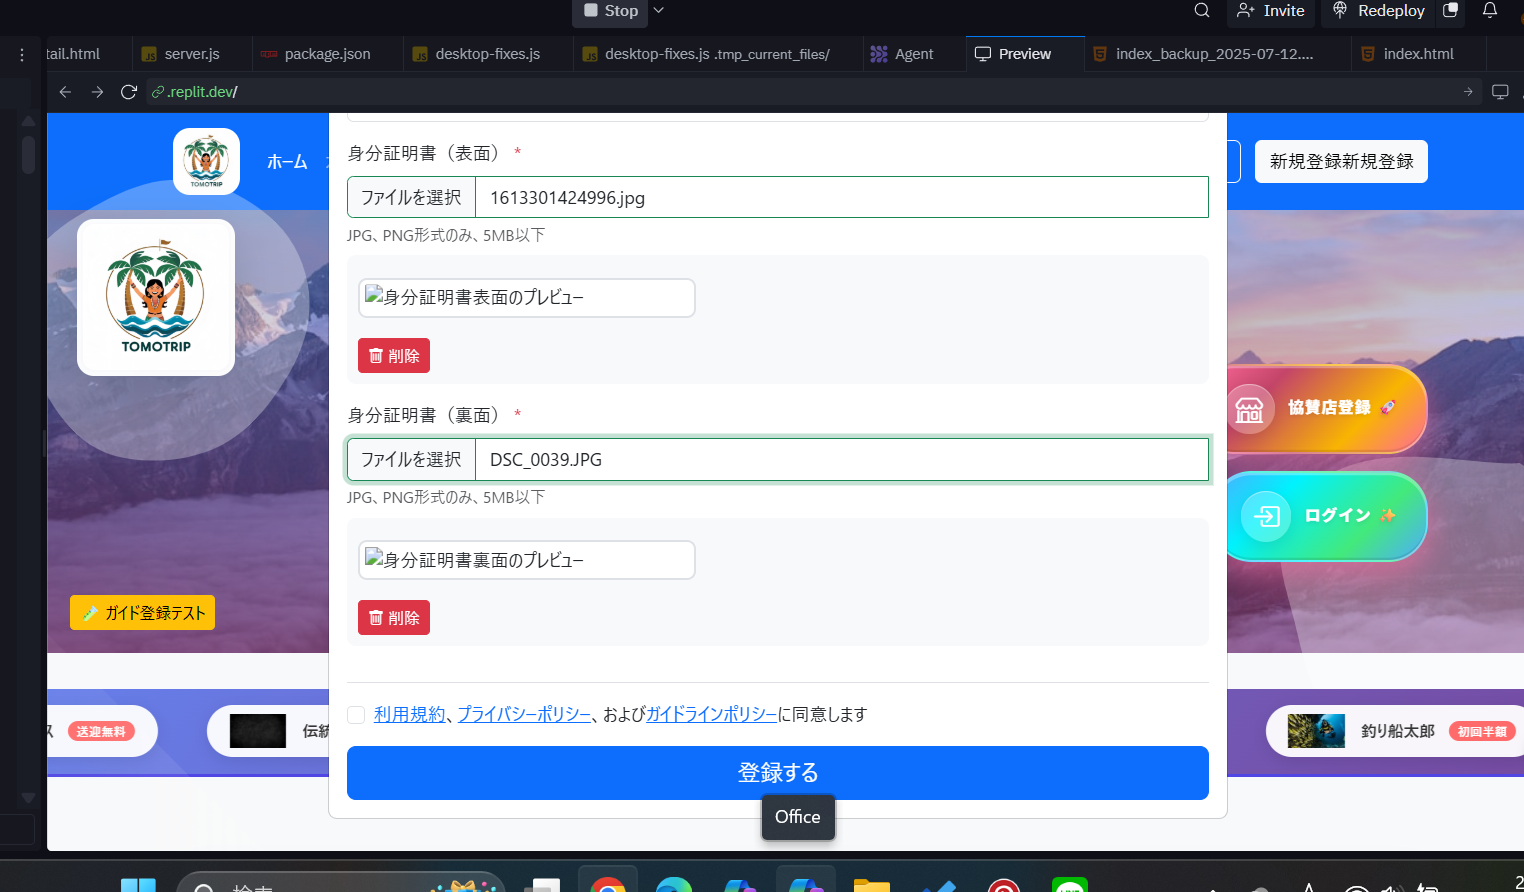 Stop
Invite
Redeploy
tail.html
server.js
package.json
desktop-fixes.js
desktop-fixes.js .tmp_current_files/
Agent
Preview
index_backup_2025-07-12....
index.html
.replit.dev/
TOMOTRIP
ホーム
新規登録新規登録
身分証明書（表面） *
ファイルを選択 1613301424996.jpg
JPG、PNG形式のみ、5MB以下
身分証明書表面のプレビュー
削除
TOMOTRIP
身分証明書（裏面） *
協賛店登録 🚀
ファイルを選択 DSC_0039.JPG
JPG、PNG形式のみ、5MB以下
ログイン ✨
身分証明書裏面のプレビュー
削除
ガイド登録テスト
利用規約、プライバシーポリシー、およびガイドラインポリシーに同意します
ス 送迎無料
伝統
釣り船太郎 初回半額
登録する
Office
検索